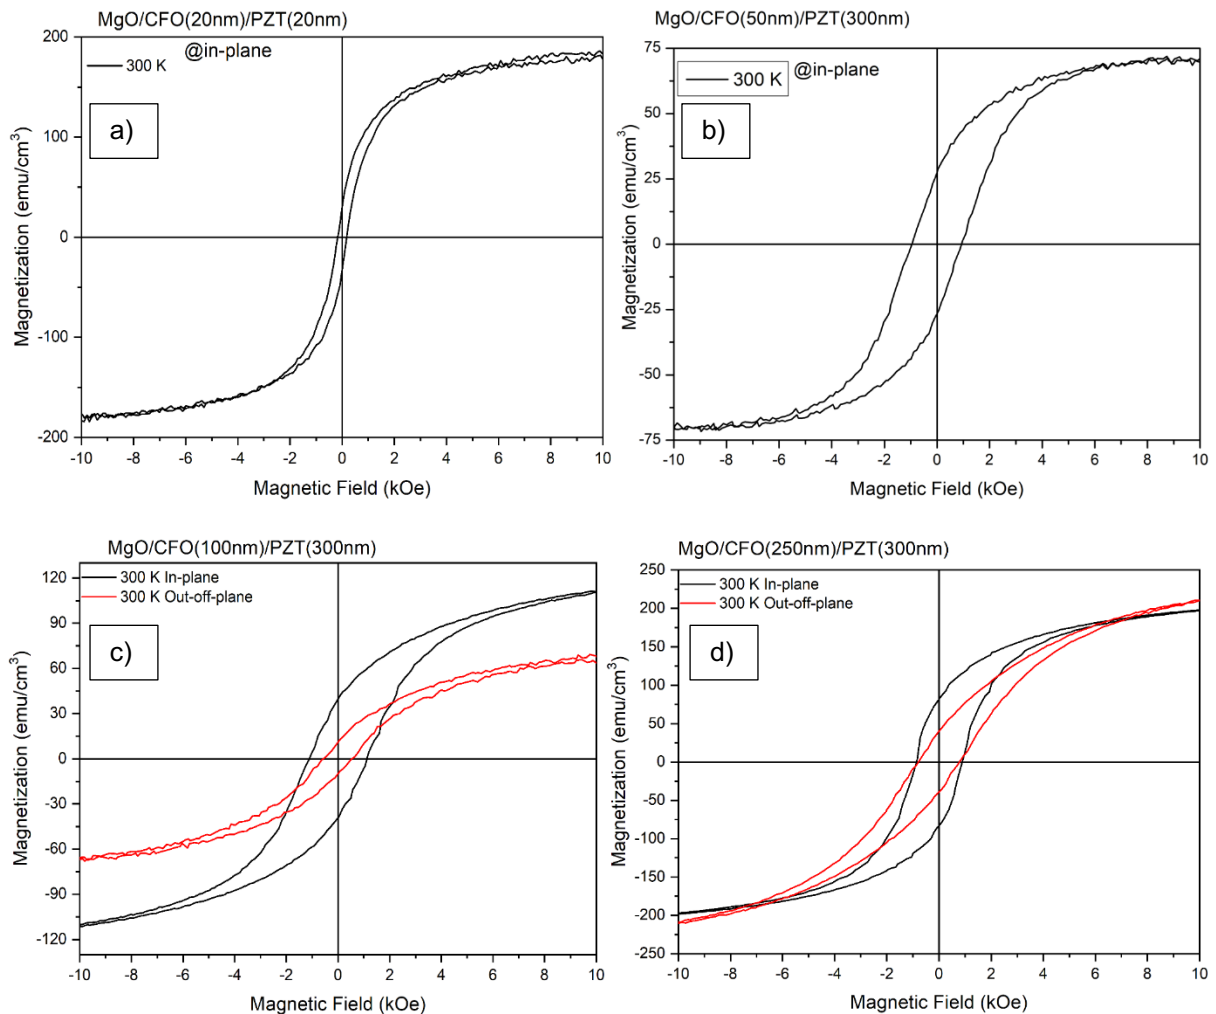 MgO/CFO(20nm)/PZT(20nm)
@in-plane
300 K
a)
200
100
0
-100
-200
Magnetization (emu/cm³)
-10 -8 -6 -4 -2 0 2 4 6 8 10
Magnetic Field (kOe)
MgO/CFO(50nm)/PZT(300nm)
300 K @in-plane
b)
75
50
25
0
-25
-50
-75
Magnetization (emu/cm³)
-10 -8 -6 -4 -2 0 2 4 6 8 10
Magnetic Field (kOe)
MgO/CFO(100nm)/PZT(300nm)
300 K In-plane
300 K Out-off-plane
c)
120
90
60
30
0
-30
-60
-90
-120
Magnetization (emu/cm³)
-10 -8 -6 -4 -2 0 2 4 6 8 10
Magnetic Field (kOe)
MgO/CFO(250nm)/PZT(300nm)
300 K In-plane
300 K Out-off-plane
d)
250
200
150
100
50
0
-50
-100
-150
-200
-250
Magnetization (emu/cm³)
-10 -8 -6 -4 -2 0 2 4 6 8 10
Magnetic Field (kOe)